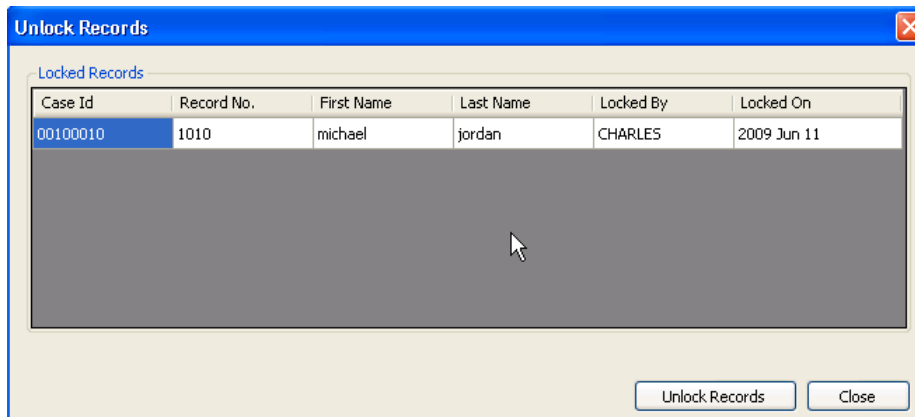 Unlock Records
Locked Records
Case Id Record No. First Name Last Name Locked By Locked On
00100010 1010 michael jordan CHARLES 2009 Jun 11
Unlock Records Close